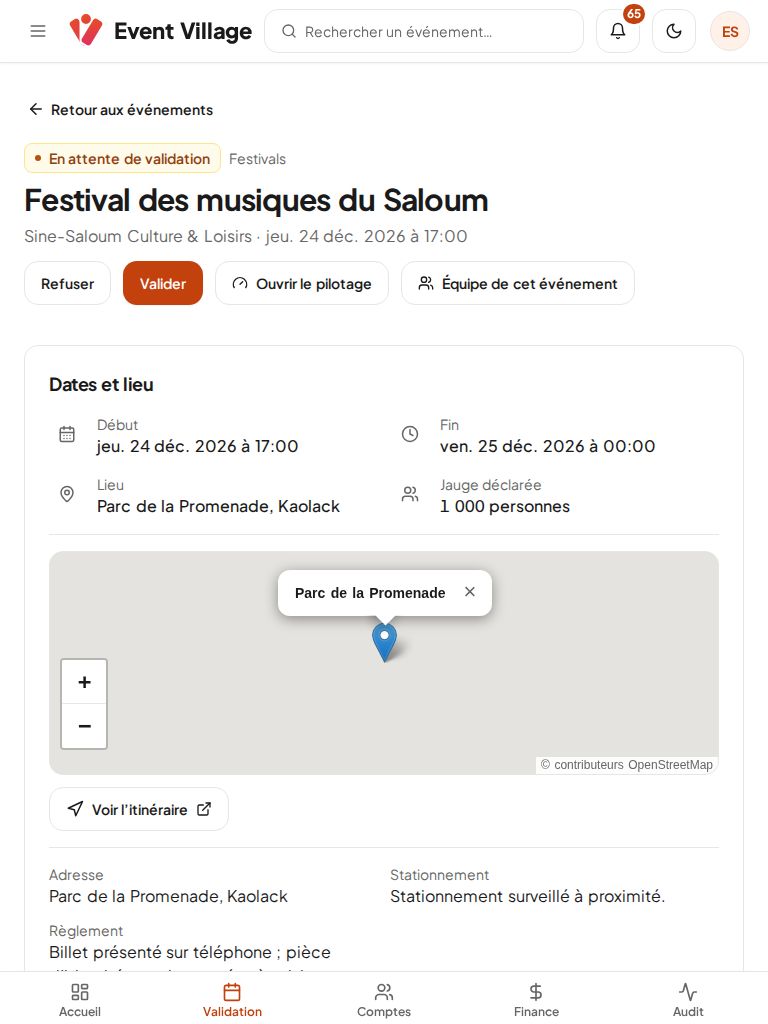 Event Village
Rechercher un événement...
65
ES
Retour aux événements
En attente de validation
Festivals
Festival des musiques du Saloum
Sine-Saloum Culture & Loisirs · jeu. 24 déc. 2026 à 17:00
Refuser
Valider
Ouvrir le pilotage
Équipe de cet événement
Dates et lieu
Début
jeu. 24 déc. 2026 à 17:00
Fin
ven. 25 déc. 2026 à 00:00
Lieu
Parc de la Promenade, Kaolack
Jauge déclarée
1 000 personnes
Parc de la Promenade
+
−
© contributeurs OpenStreetMap
Voir l’itinéraire
Adresse
Parc de la Promenade, Kaolack
Stationnement
Stationnement surveillé à proximité.
Règlement
Billet présenté sur téléphone ; pièce
Accueil
Validation
Comptes
Finance
Audit